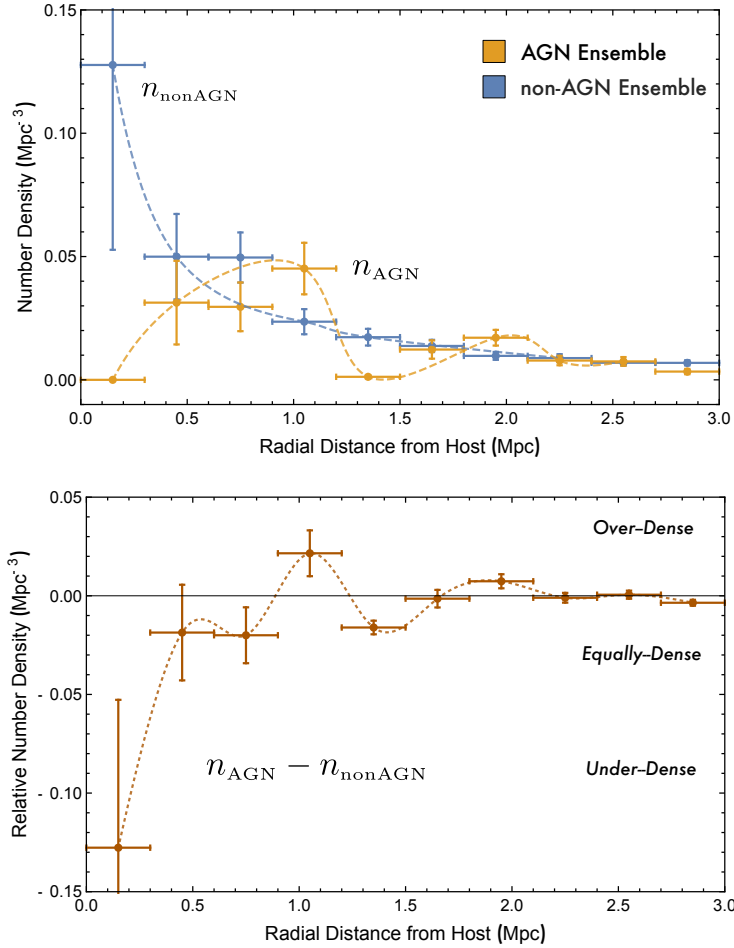 0.15
0.10
0.05
0.00
Number Density (Mpc⁻³)
n_nonAGN
n_AGN
AGN Ensemble
non-AGN Ensemble
0.0 0.5 1.0 1.5 2.0 2.5 3.0
Radial Distance from Host (Mpc)
0.05
0.00
- 0.05
- 0.10
- 0.15
Relative Number Density (Mpc⁻³)
Over-Dense
Equally-Dense
Under-Dense
n_AGN − n_nonAGN
0.0 0.5 1.0 1.5 2.0 2.5 3.0
Radial Distance from Host (Mpc)